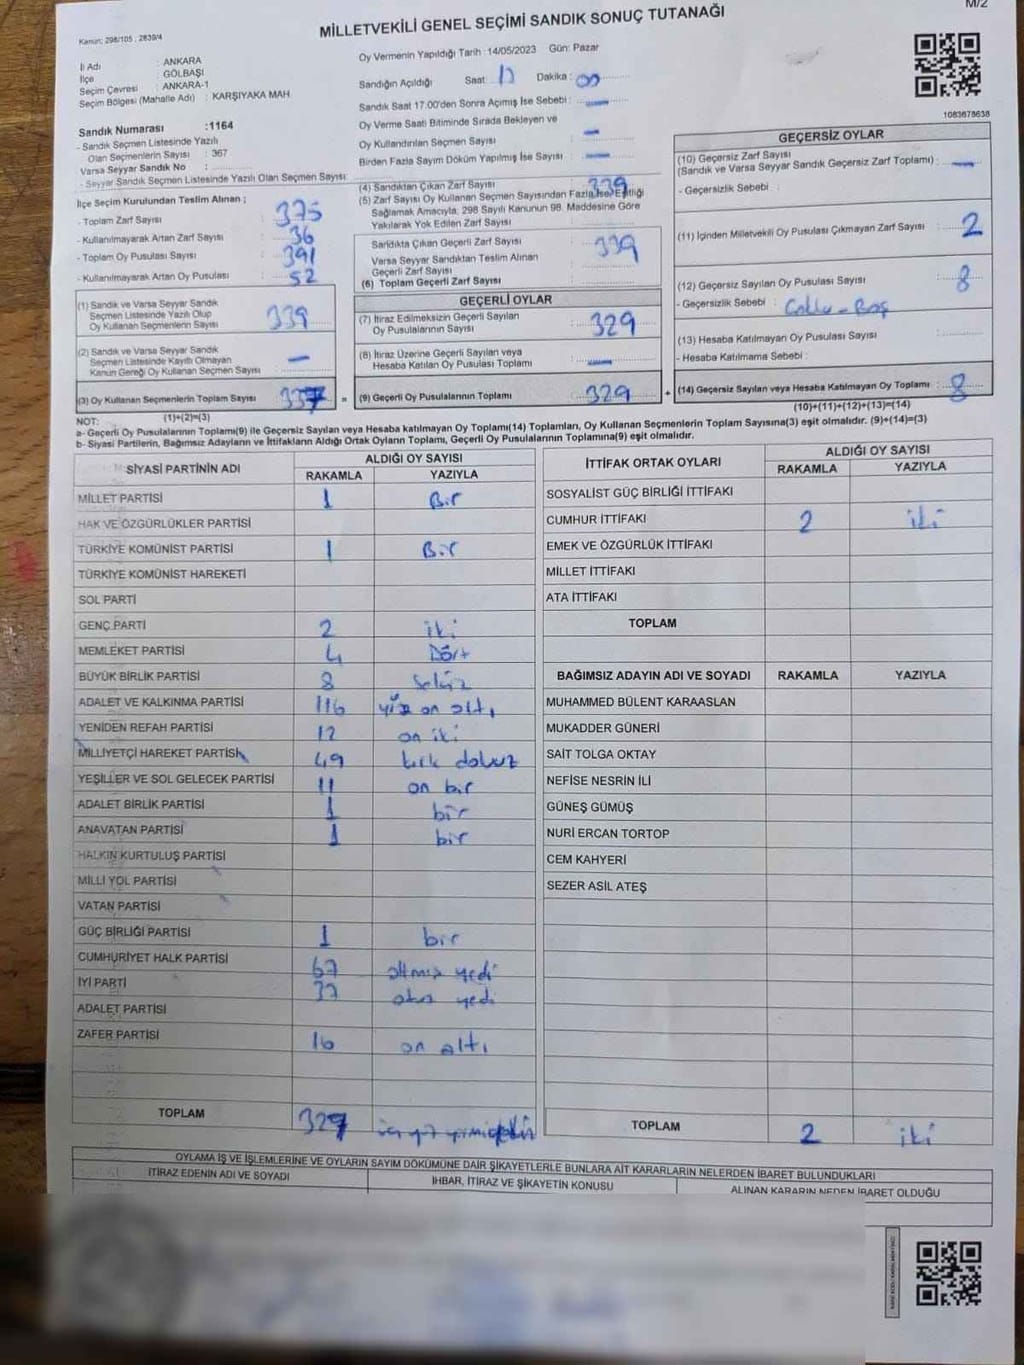 M/2
MİLLETVEKİLİ GENEL SEÇİMİ SANDIK SONUÇ TUTANAĞI
Kanun: 298/105 ; 2839/4
İl Adı : ANKARA
İlçe : GÖLBAŞI
Seçim Çevresi : ANKARA-1
Seçim Bölgesi (Mahalle Adı) : KARŞIYAKA MAH.
Sandık Numarası :1164
- Sandık Seçmen Listesinde Yazılı
Olan Seçmenlerin Sayısı : 367
Varsa Seyyar Sandık No :
- Seyyar Sandık Seçmen Listesinde Yazılı Olan Seçmen Sayısı:
İlçe Seçim Kurulundan Teslim Alınan ;
- Toplam Zarf Sayısı : 375
- Kullanılmayarak Artan Zarf Sayısı : 36
- Toplam Oy Pusulası Sayısı : 391
- Kullanılmayarak Artan Oy Pusulası : 52
(1) Sandık ve Varsa Seyyar Sandık
Seçmen Listesinde Yazılı Olup
Oy Kullanan Seçmenlerin Sayısı : 339
(2) Sandık ve Varsa Seyyar Sandık
Seçmen Listesinde Kayıtlı Olmayan
Kanun Gereği Oy Kullanan Seçmen Sayısı : –
(3) Oy Kullanan Seçmenlerin Toplam Sayısı : 337
(1)+(2)=(3)
Oy Vermenin Yapıldığı Tarih :14/05/2023 Gün: Pazar
Sandığın Açıldığı Saat : 17 Dakika : 00
Sandık Saat 17.00'den Sonra Açımış İse Sebebi : –
Oy Verme Saati Bitiminde Sırada Bekleyen ve
Oy Kullandırılan Seçmen Sayısı : –
Birden Fazla Sayım Döküm Yapılmış İse Sayısı : –
(4) Sandıktan Çıkan Zarf Sayısı : 339
(5) Zarf Sayısı Oy Kullanan Seçmen Sayısından Fazla İse, Eşitliği
Sağlamak Amacıyla, 298 Sayılı Kanunun 98. Maddesine Göre
Yakılarak Yok Edilen Zarf Sayısı :
Sandıkta Çıkan Geçerli Zarf Sayısı : 339
Varsa Seyyar Sandıktan Teslim Alınan
Geçerli Zarf Sayısı :
(6) Toplam Geçerli Zarf Sayısı :
GEÇERLİ OYLAR
(7) İtiraz Edilmeksizin Geçerli Sayılan
Oy Pusulalarının Sayısı : 329
(8) İtiraz Üzerine Geçerli Sayılan veya
Hesaba Katılan Oy Pusulası Toplamı : –
= (9) Geçerli Oy Pusulalarının Toplamı : 329 +
1083878638
GEÇERSİZ OYLAR
(10) Geçersiz Zarf Sayısı
(Sandık ve Varsa Seyyar Sandık Geçersiz Zarf Toplamı) : –
- Geçersizlik Sebebi :
(11) İçinden Milletvekili Oy Pusulası Çıkmayan Zarf Sayısı : 2
(12) Geçersiz Sayılan Oy Pusulası Sayısı : 8
- Geçersizlik Sebebi : Çoklu - Boş
(13) Hesaba Katılmayan Oy Pusulası Sayısı :
- Hesaba Katılmama Sebebi :
(14) Geçersiz Sayılan veya Hesaba Katılmayan Oy Toplamı : 8
(10)+(11)+(12)+(13)=(14)
NOT:
a- Geçerli Oy Pusulalarının Toplamı(9) ile Geçersiz Sayılan veya Hesaba katılmayan Oy Toplamı(14) Toplamları, Oy Kullanan Seçmenlerin Toplam Sayısına(3) eşit olmalıdır. (9)+(14)=(3)
b- Siyasi Partilerin, Bağımsız Adayların ve İttifakların Aldığı Ortak Oyların Toplamı, Geçerli Oy Pusulalarının Toplamına(9) eşit olmalıdır.
SİYASİ PARTİNİN ADI ALDIĞI OY SAYISI
RAKAMLA YAZIYLA
MİLLET PARTİSİ 1 Bir
HAK VE ÖZGÜRLÜKLER PARTİSİ
TÜRKİYE KOMÜNİST PARTİSİ 1 Bir
TÜRKİYE KOMÜNİST HAREKETİ
SOL PARTİ
GENÇ PARTİ 2 iki
MEMLEKET PARTİSİ 4 Dört
BÜYÜK BİRLİK PARTİSİ 8 Sekiz
ADALET VE KALKINMA PARTİSİ 116 yüz on altı
YENİDEN REFAH PARTİSİ 12 on iki
MİLLİYETÇİ HAREKET PARTİSİ 49 kırk dokuz
YEŞİLLER VE SOL GELECEK PARTİSİ 11 on bir
ADALET BİRLİK PARTİSİ 1 bir
ANAVATAN PARTİSİ 1 bir
HALKIN KURTULUŞ PARTİSİ
MİLLİ YOL PARTİSİ
VATAN PARTİSİ
GÜÇ BİRLİĞİ PARTİSİ 1 bir
CUMHURİYET HALK PARTİSİ 67 altmış yedi
İYİ PARTİ 37 otuz yedi
ADALET PARTİSİ
ZAFER PARTİSİ 16 on altı
TOPLAM 327
İTTİFAK ORTAK OYLARI ALDIĞI OY SAYISI
RAKAMLA YAZIYLA
SOSYALİST GÜÇ BİRLİĞİ İTTİFAKI
CUMHUR İTTİFAKI 2 iki
EMEK VE ÖZGÜRLÜK İTTİFAKI
MİLLET İTTİFAKI
ATA İTTİFAKI
TOPLAM
BAĞIMSIZ ADAYIN ADI VE SOYADI RAKAMLA YAZIYLA
MUHAMMED BÜLENT KARAASLAN
MUKADDER GÜNERİ
SAİT TOLGA OKTAY
NEFİSE NESRİN İLİ
GÜNEŞ GÜMÜŞ
NURİ ERCAN TORTOP
CEM KAHYERİ
SEZER ASİL ATEŞ
TOPLAM 2 iki
OYLAMA İŞ VE İŞLEMLERİNE VE OYLARIN SAYIM DÖKÜMÜNE DAİR ŞİKAYETLERLE BUNLARA AİT KARARLARIN NELERDEN İBARET BULUNDUKLARI
İTİRAZ EDENİN ADI VE SOYADI İHBAR, İTİRAZ VE ŞİKAYETİN KONUSU ALINAN KARARIN NEDEN İBARET OLDUĞU